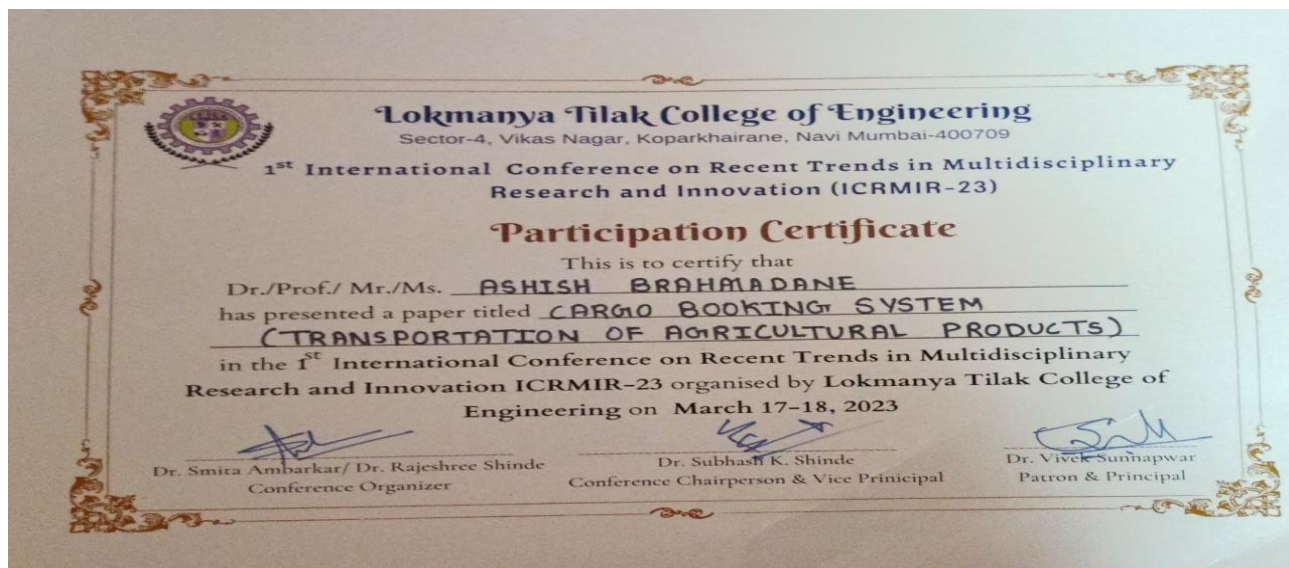 Lokmanya Tilak College of Engineering
Sector-4, Vikas Nagar, Koparkhairane, Navi Mumbai-400709
1st International Conference on Recent Trends in Multidisciplinary
Research and Innovation (ICRMIR-23)
Participation Certificate
This is to certify that
Dr./Prof./ Mr./Ms. ASHISH BRAHMADANE
has presented a paper titled CARGO BOOKING SYSTEM
(TRANSPORTATION OF AGRICULTURAL PRODUCTS)
in the 1st International Conference on Recent Trends in Multidisciplinary
Research and Innovation ICRMIR-23 organised by Lokmanya Tilak College of
Engineering on March 17-18, 2023
Dr. Smita Ambarkar/ Dr. Rajeshree Shinde
Conference Organizer
Dr. Subhash K. Shinde
Conference Chairperson & Vice Prinicipal
Dr. Vivek Sunnapwar
Patron & Principal